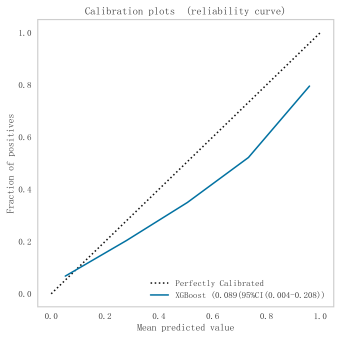 Calibration plots  (reliability curve)
1.0
0.8
0.6
0.4
0.2
0.0
Fraction of positives
Perfectly Calibrated
XGBoost (0.089(95%CI(0.004-0.208))
0.0 0.2 0.4 0.6 0.8 1.0
Mean predicted value